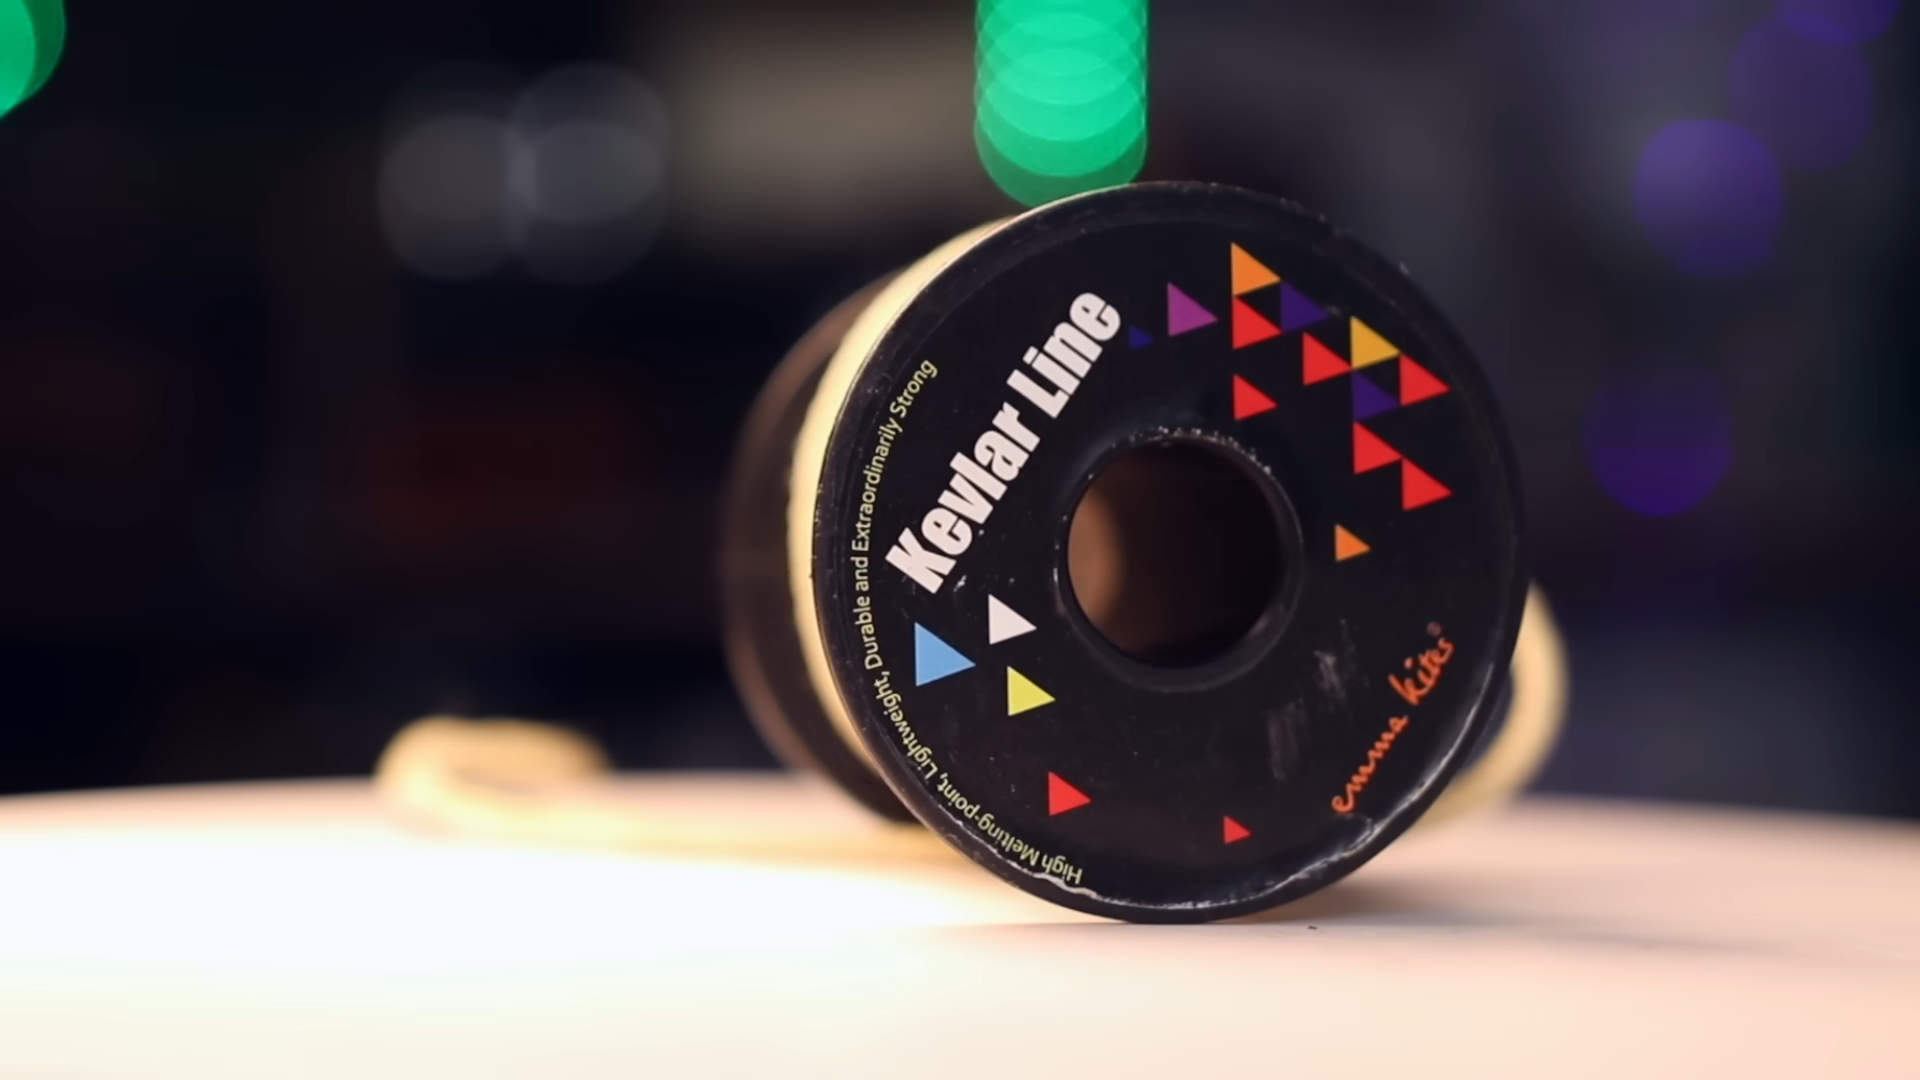 Kevlar Line
High Melting-point, Lightweight, Durable and Extraordinarily Strong
emma kites®